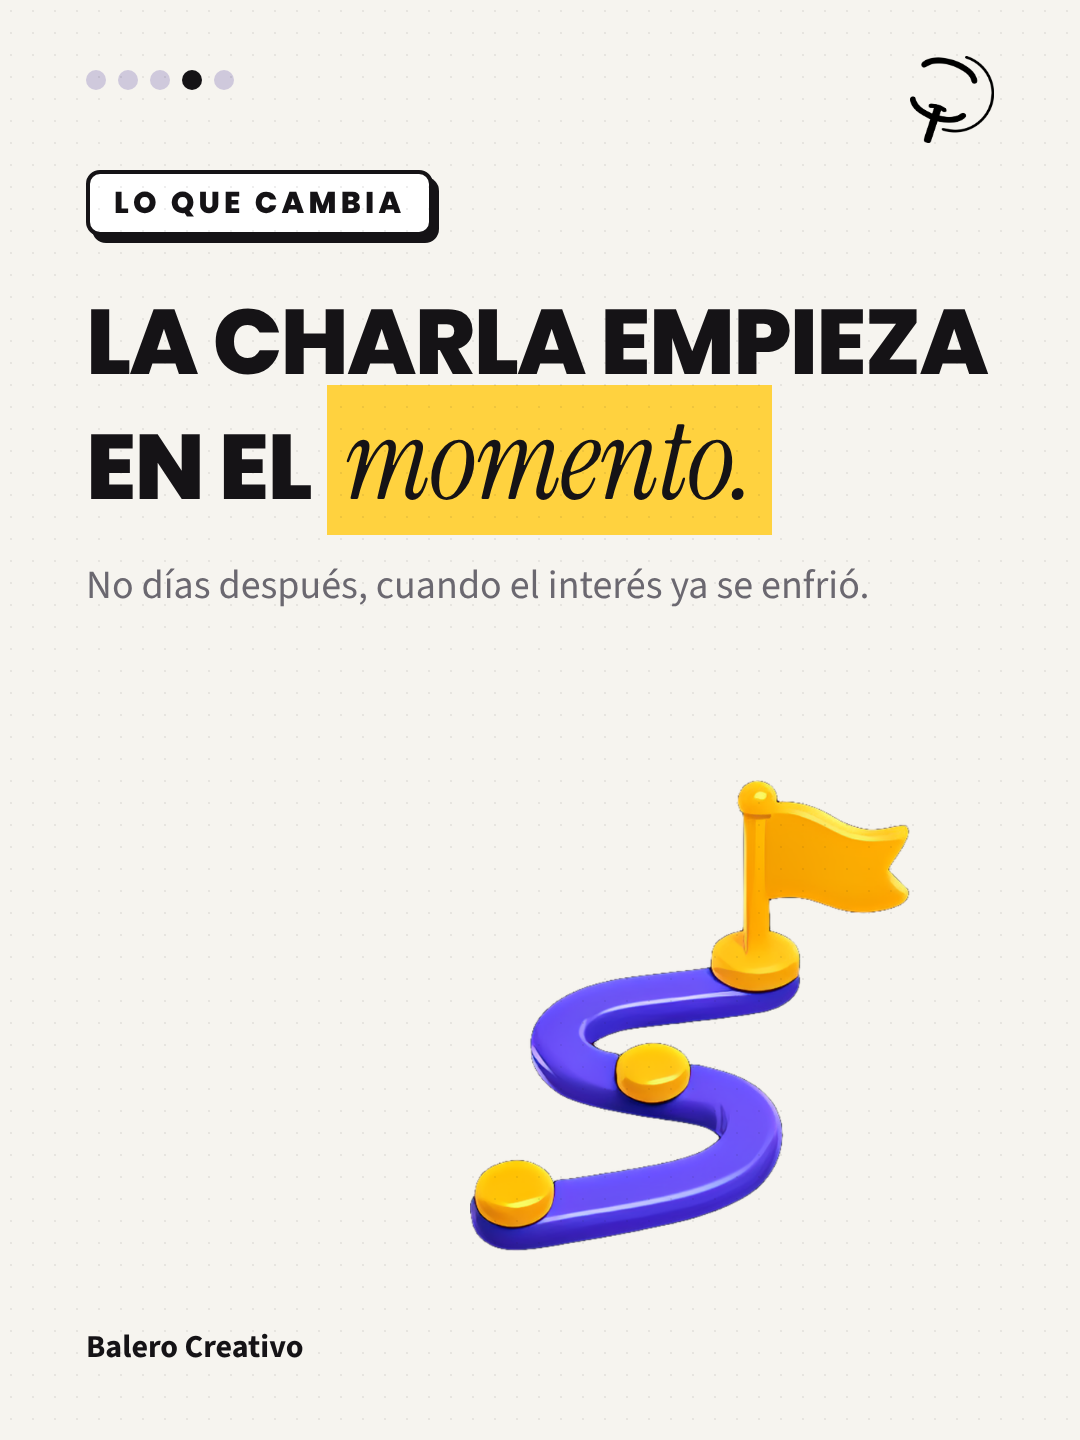 LO QUE CAMBIA
LA CHARLA EMPIEZA
EN EL momento.
No días después, cuando el interés ya se enfrió.
Balero Creativo